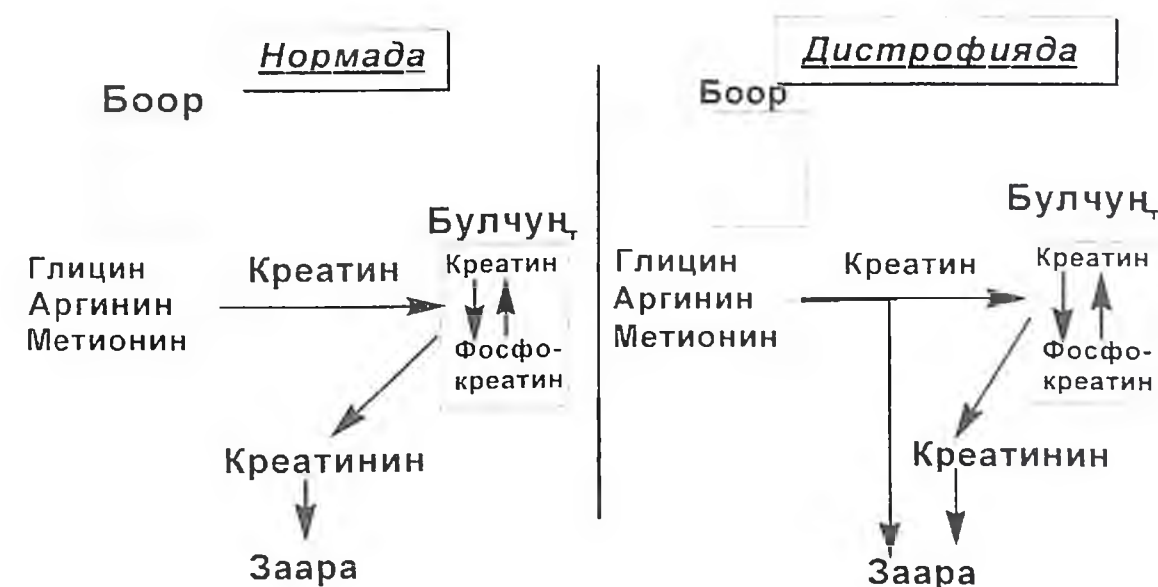 Нормада
Боор
Булчуң
Глицин
Аргинин
Метионин
Креатин
Креатин
Фосфо-
креатин
Креатинин
Заара
Дистрофияда
Боор
Булчуң
Глицин
Аргинин
Метионин
Креатин
Креатин
Фосфо-
креатин
Креатинин
Заара